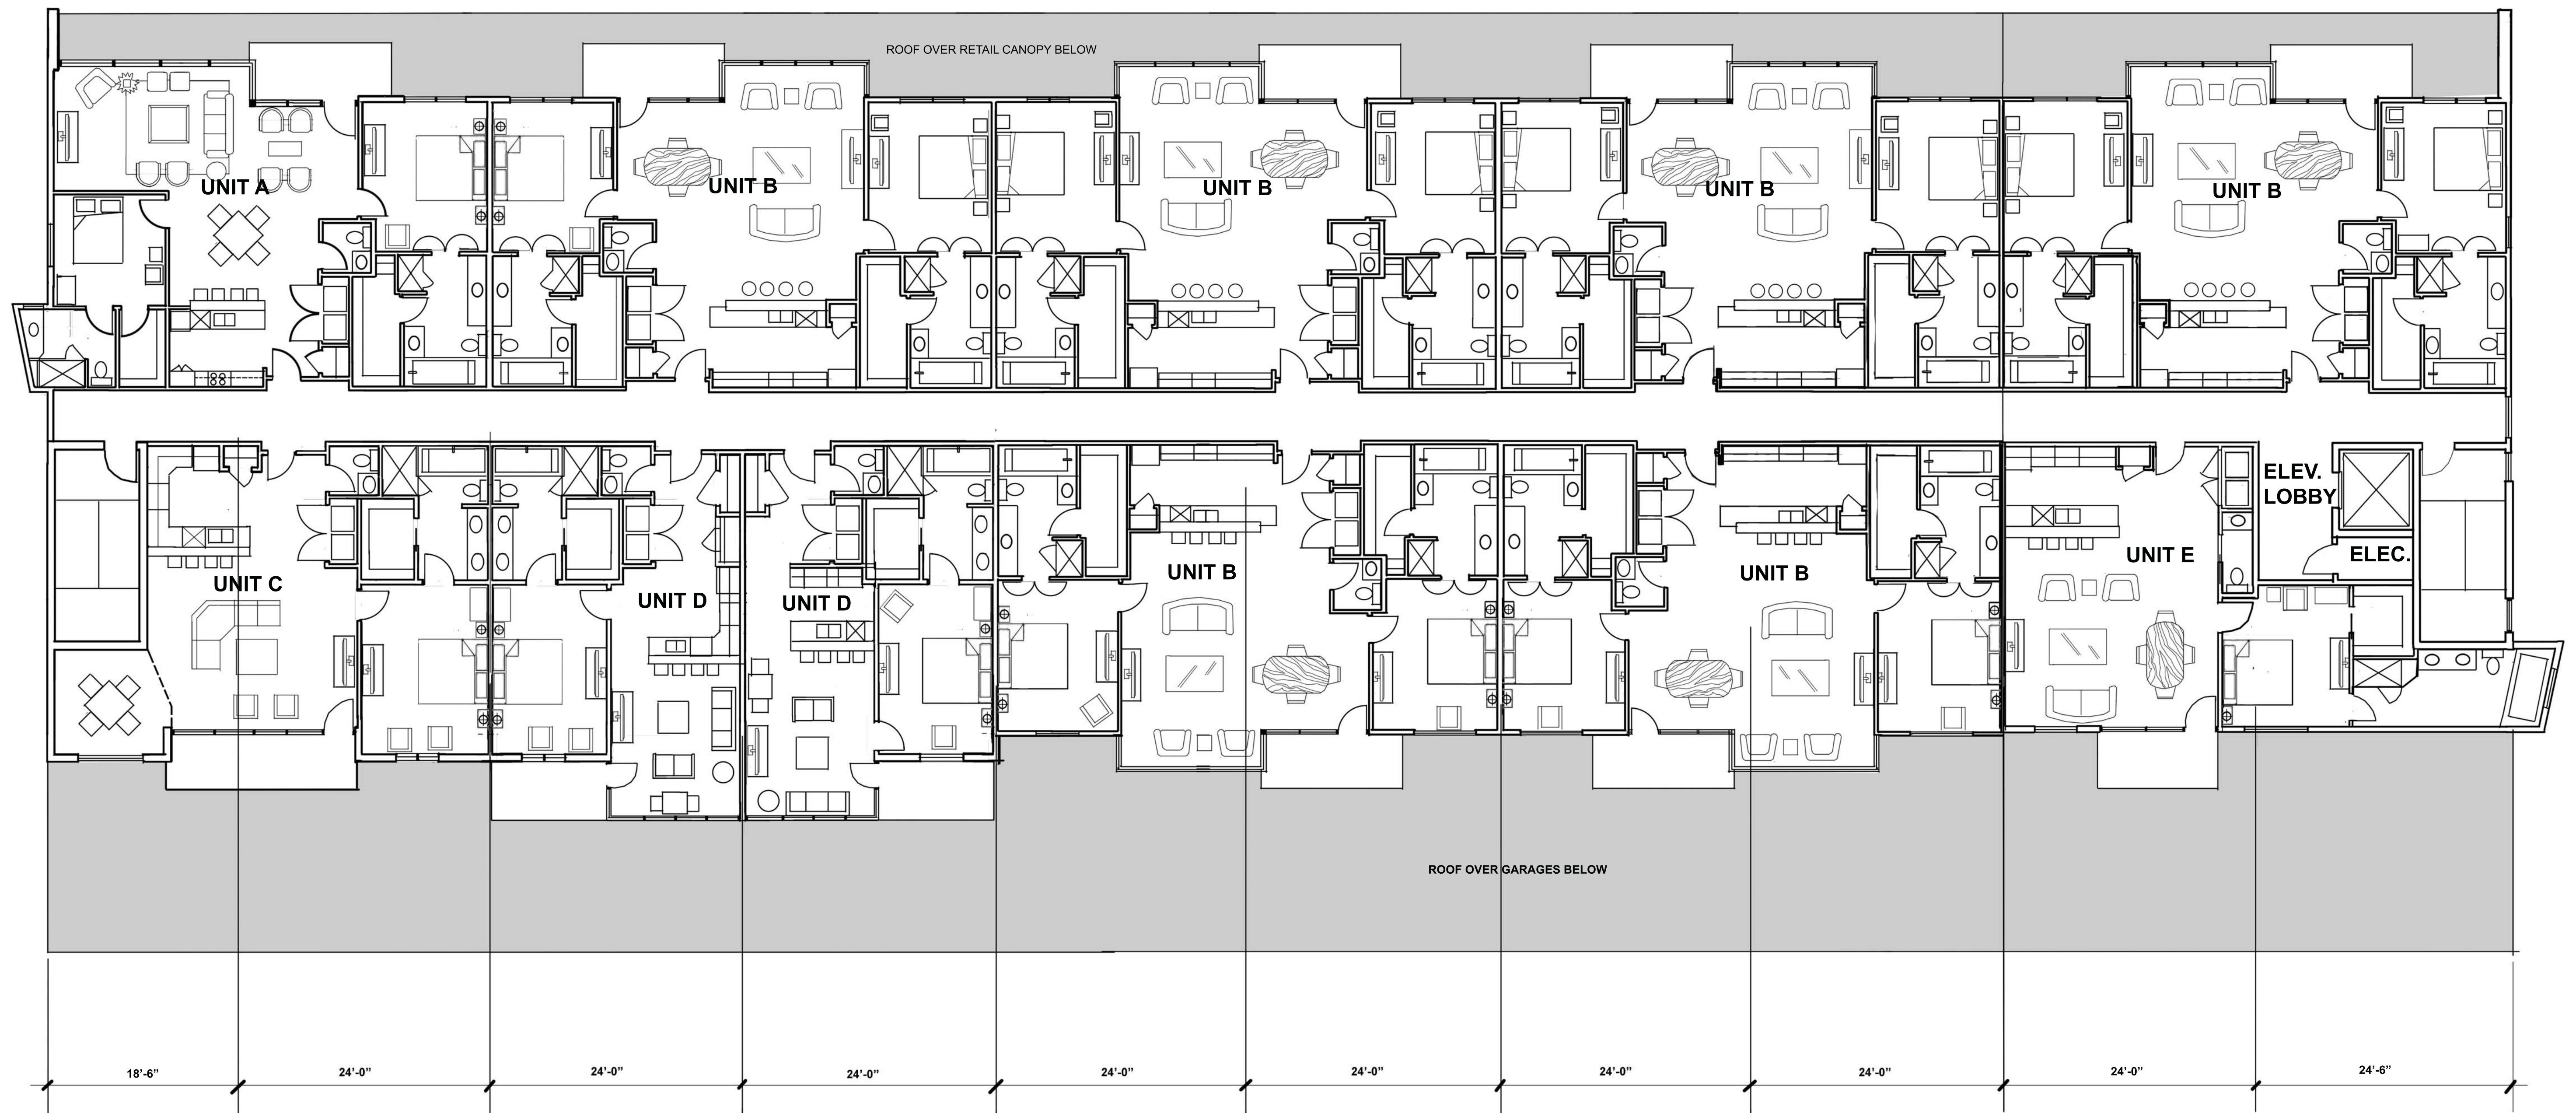 ROOF OVER RETAIL CANOPY BELOW
UNIT A
UNIT B
UNIT B
UNIT B
UNIT B
ELEV.
LOBBY
ELEC.
UNIT C
UNIT D
UNIT D
UNIT B
UNIT B
UNIT E
ROOF OVER GARAGES BELOW
18’-6”
24’-0”
24’-0”
24’-0”
24’-0”
24’-0”
24’-0”
24’-0”
24’-0”
24’-6”